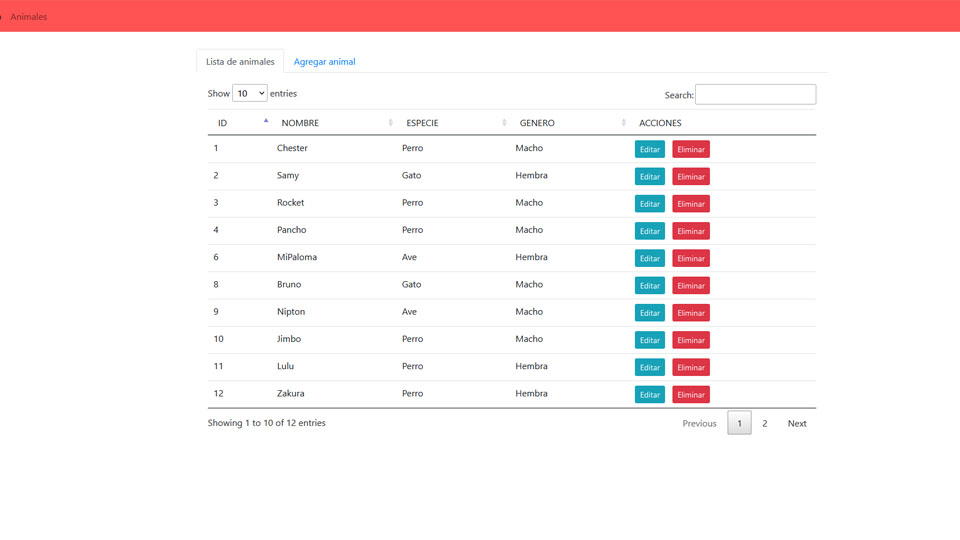 Animales
Lista de animales Agregar animal
Show 10 entries Search:
ID NOMBRE ESPECIE GENERO ACCIONES
1 Chester Perro Macho Editar Eliminar
2 Samy Gato Hembra Editar Eliminar
3 Rocket Perro Macho Editar Eliminar
4 Pancho Perro Macho Editar Eliminar
6 MiPaloma Ave Hembra Editar Eliminar
8 Bruno Gato Macho Editar Eliminar
9 Nipton Ave Macho Editar Eliminar
10 Jimbo Perro Macho Editar Eliminar
11 Lulu Perro Hembra Editar Eliminar
12 Zakura Perro Hembra Editar Eliminar
Showing 1 to 10 of 12 entries Previous 1 2 Next